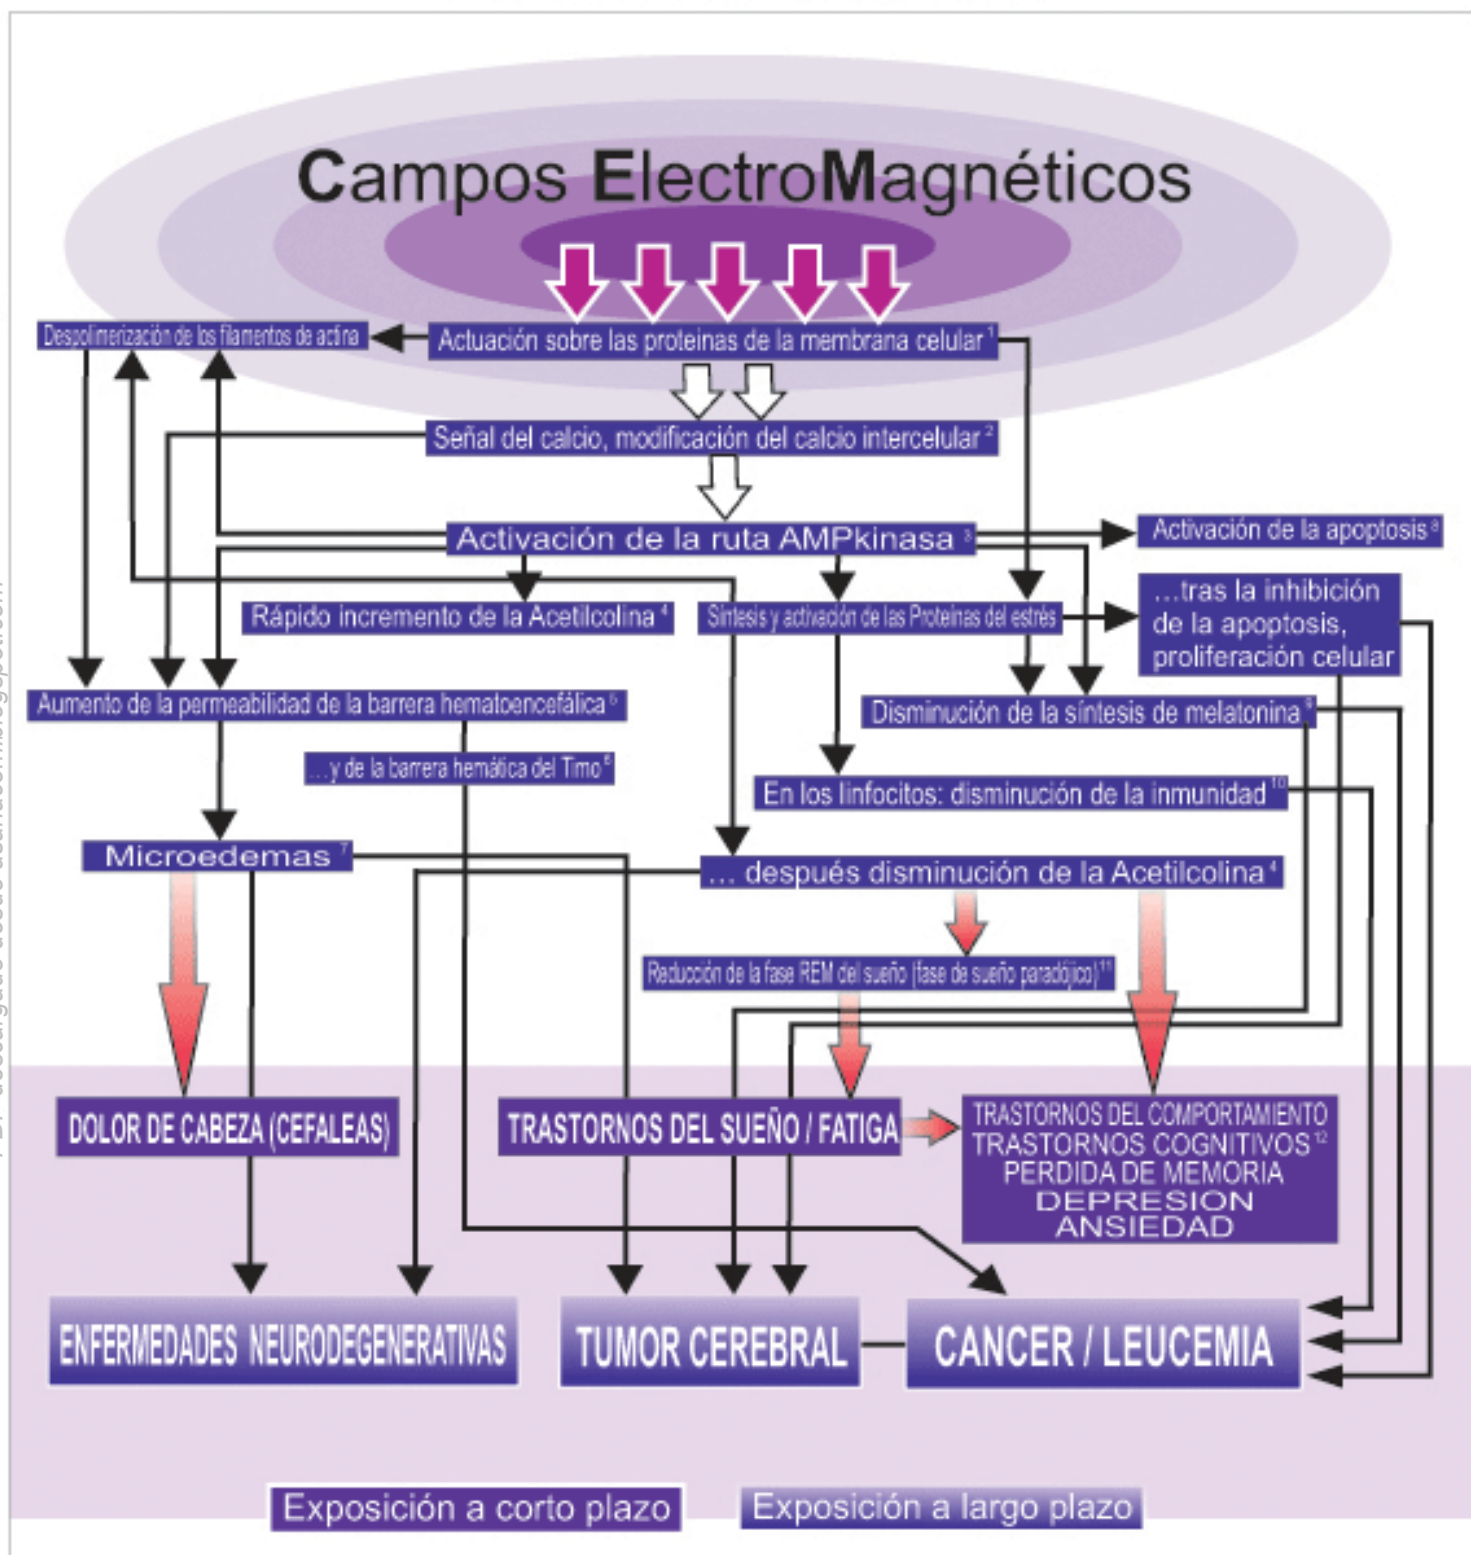 Campos ElectroMagnéticos
Despolimerización de los filamentos de actina
Actuación sobre las proteinas de la membrana celular 1
Señal del calcio, modificación del calcio intercelular 2
Activación de la ruta AMPkinasa 3
Activación de la apoptosis 8
Rápido incremento de la Acetilcolina 4
Síntesis y activación de las Proteinas del estrés
...tras la inhibición
de la apoptosis,
proliferación celular
Aumento de la permeabilidad de la barrera hematoencefálica 5
Disminución de la síntesis de melatonina 9
...y de la barrera hemática del Timo 6
En los linfocitos: disminución de la inmunidad 10
Microedemas 7
... después disminución de la Acetilcolina 4
Reducción de la fase REM del sueño (fase de sueño paradójico) 11
DOLOR DE CABEZA (CEFALEAS)
TRASTORNOS DEL SUEÑO / FATIGA
TRASTORNOS DEL COMPORTAMIENTO
TRASTORNOS COGNITIVOS 12
PERDIDA DE MEMORIA
DEPRESION
ANSIEDAD
ENFERMEDADES NEURODEGENERATIVAS
TUMOR CEREBRAL
CANCER / LEUCEMIA
Exposición a corto plazo
Exposición a largo plazo